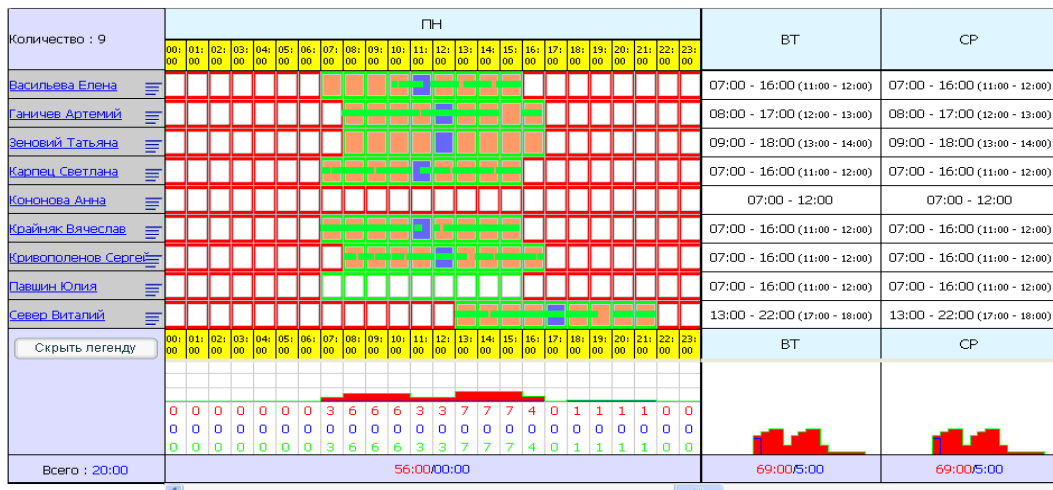 Количество : 9
ПН
ВТ
СР
00:00 01:00 02:00 03:00 04:00 05:00 06:00 07:00 08:00 09:00 10:00 11:00 12:00 13:00 14:00 15:00 16:00 17:00 18:00 19:00 20:00 21:00 22:00 23:00
Васильева Елена 07:00 - 16:00 (11:00 - 12:00) 07:00 - 16:00 (11:00 - 12:00)
Ганичев Артемий 08:00 - 17:00 (12:00 - 13:00) 08:00 - 17:00 (12:00 - 13:00)
Зеновий Татьяна 09:00 - 18:00 (13:00 - 14:00) 09:00 - 18:00 (13:00 - 14:00)
Карпец Светлана 07:00 - 16:00 (11:00 - 12:00) 07:00 - 16:00 (11:00 - 12:00)
Кононова Анна 07:00 - 12:00 07:00 - 12:00
Крайняк Вячеслав 07:00 - 16:00 (11:00 - 12:00) 07:00 - 16:00 (11:00 - 12:00)
Кривополенов Сергей 07:00 - 16:00 (11:00 - 12:00) 07:00 - 16:00 (11:00 - 12:00)
Павшин Юлия 07:00 - 16:00 (11:00 - 12:00) 07:00 - 16:00 (11:00 - 12:00)
Север Виталий 13:00 - 22:00 (17:00 - 18:00) 13:00 - 22:00 (17:00 - 18:00)
Скрыть легенду
00:00 01:00 02:00 03:00 04:00 05:00 06:00 07:00 08:00 09:00 10:00 11:00 12:00 13:00 14:00 15:00 16:00 17:00 18:00 19:00 20:00 21:00 22:00 23:00
ВТ
СР
0 0 0 0 0 0 0 3 6 6 6 3 3 7 7 7 4 0 1 1 1 1 0 0
0 0 0 0 0 0 0 0 0 0 0 0 0 0 0 0 0 0 0 0 0 0 0 0
0 0 0 0 0 0 0 3 6 6 6 3 3 7 7 7 4 0 1 1 1 1 0 0
Всего : 20:00 56:00/00:00 69:00/5:00 69:00/5:00